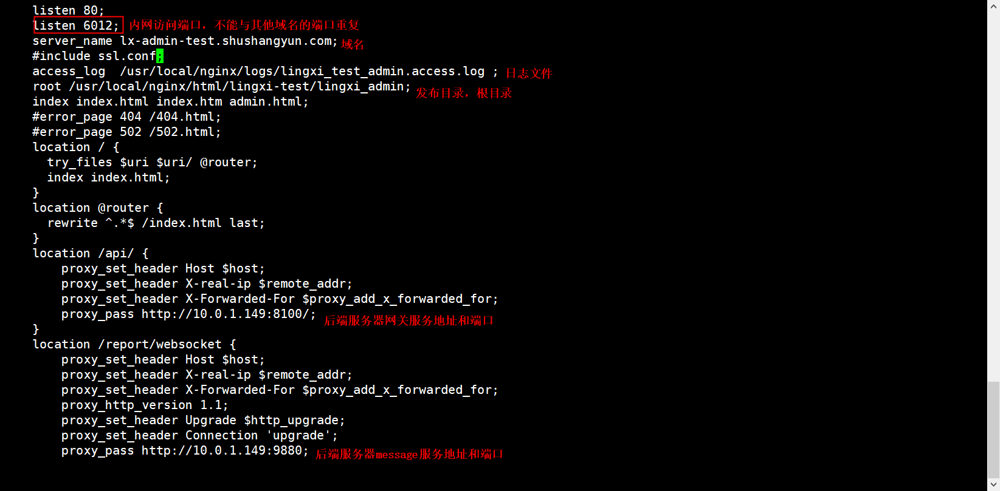 listen 80;
listen 6012; 内网访问端口，不能与其他域名的端口重复
server_name lx-admin-test.shushangyun.com; 域名
#include ssl.conf;
access_log  /usr/local/nginx/logs/lingxi_test_admin.access.log ; 日志文件
root /usr/local/nginx/html/lingxi-test/lingxi_admin; 发布目录，根目录
index index.html index.htm admin.html;
#error_page 404 /404.html;
#error_page 502 /502.html;
location / {
  try_files $uri $uri/ @router;
  index index.html;
}
location @router {
  rewrite ^.*$ /index.html last;
}
location /api/ {
    proxy_set_header Host $host;
    proxy_set_header X-real-ip $remote_addr;
    proxy_set_header X-Forwarded-For $proxy_add_x_forwarded_for;
    proxy_pass http://10.0.1.149:8100/; 后端服务器网关服务地址和端口
}
location /report/websocket {
    proxy_set_header Host $host;
    proxy_set_header X-real-ip $remote_addr;
    proxy_set_header X-Forwarded-For $proxy_add_x_forwarded_for;
    proxy_http_version 1.1;
    proxy_set_header Upgrade $http_upgrade;
    proxy_set_header Connection 'upgrade';
    proxy_pass http://10.0.1.149:9880; 后端服务器message服务地址和端口